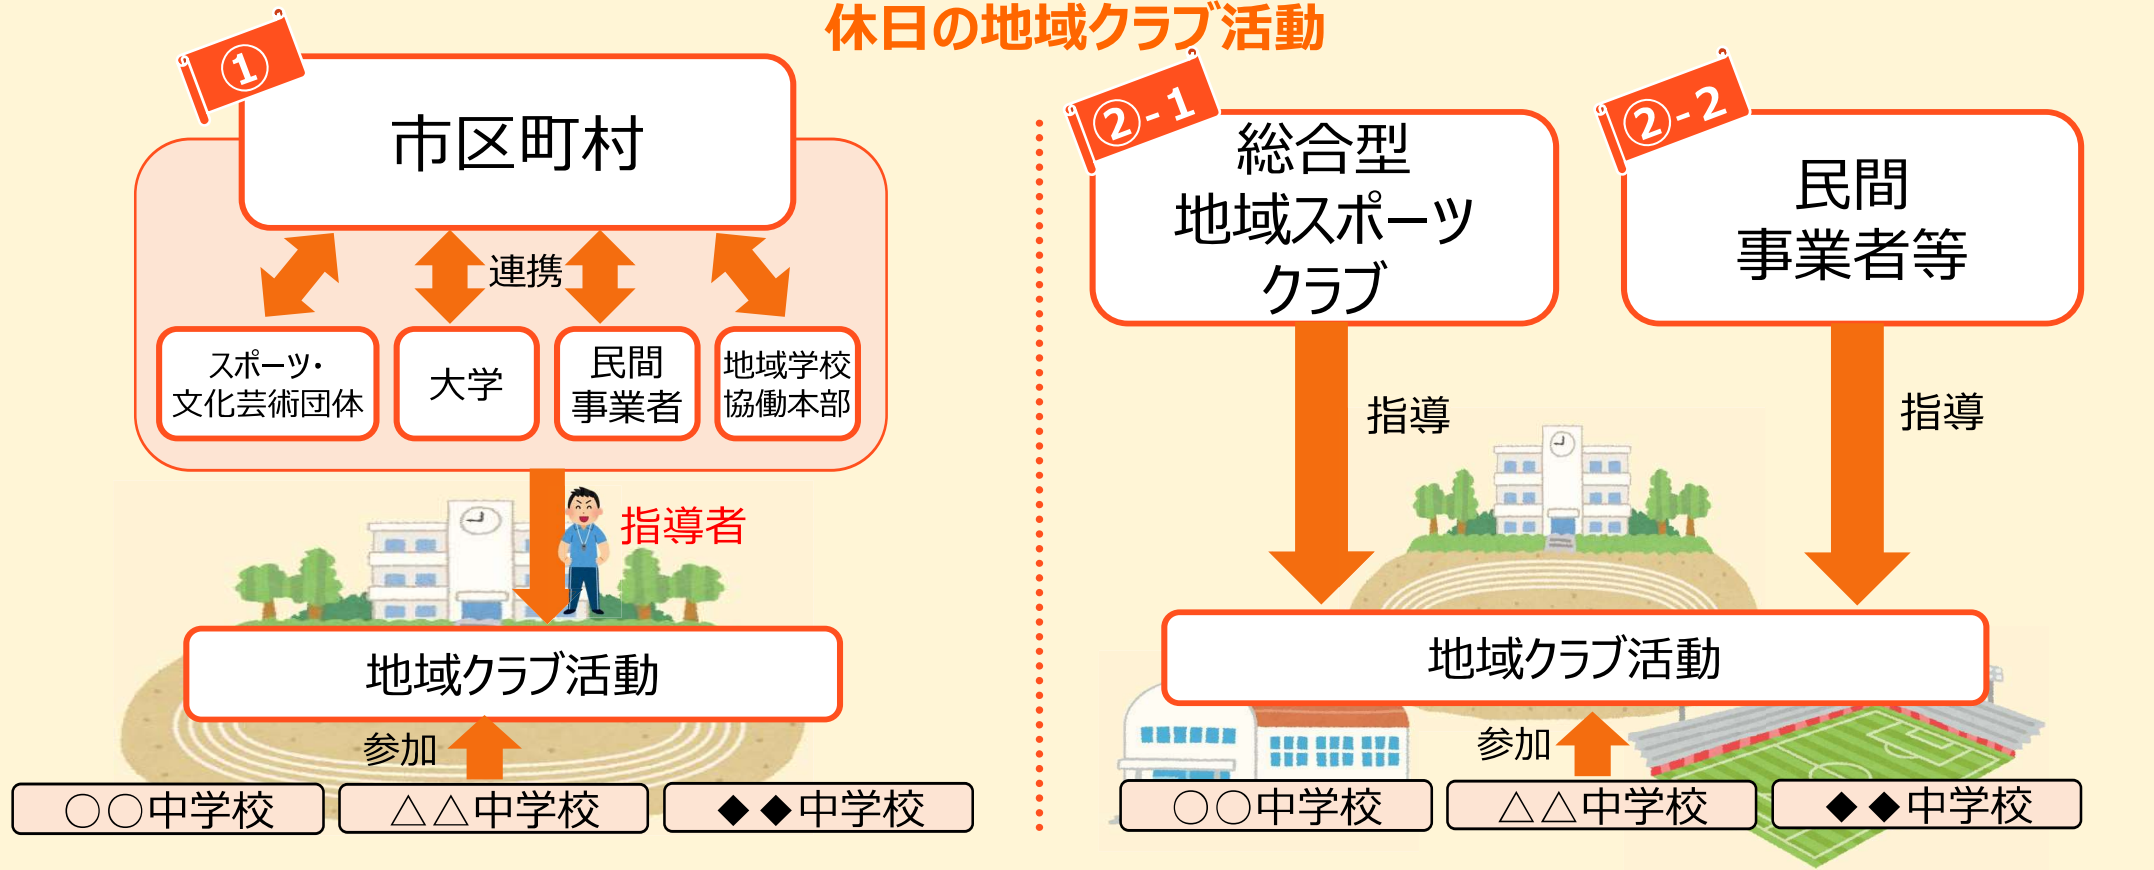 休日の地域クラブ活動
①
市区町村
連携
スポーツ・
文化芸術団体
大学
民間
事業者
地域学校
協働本部
指導者
地域クラブ活動
参加
○○中学校
△△中学校
◆◆中学校
②-1
総合型
地域スポーツ
クラブ
②-2
民間
事業者等
指導
指導
地域クラブ活動
参加
○○中学校
△△中学校
◆◆中学校